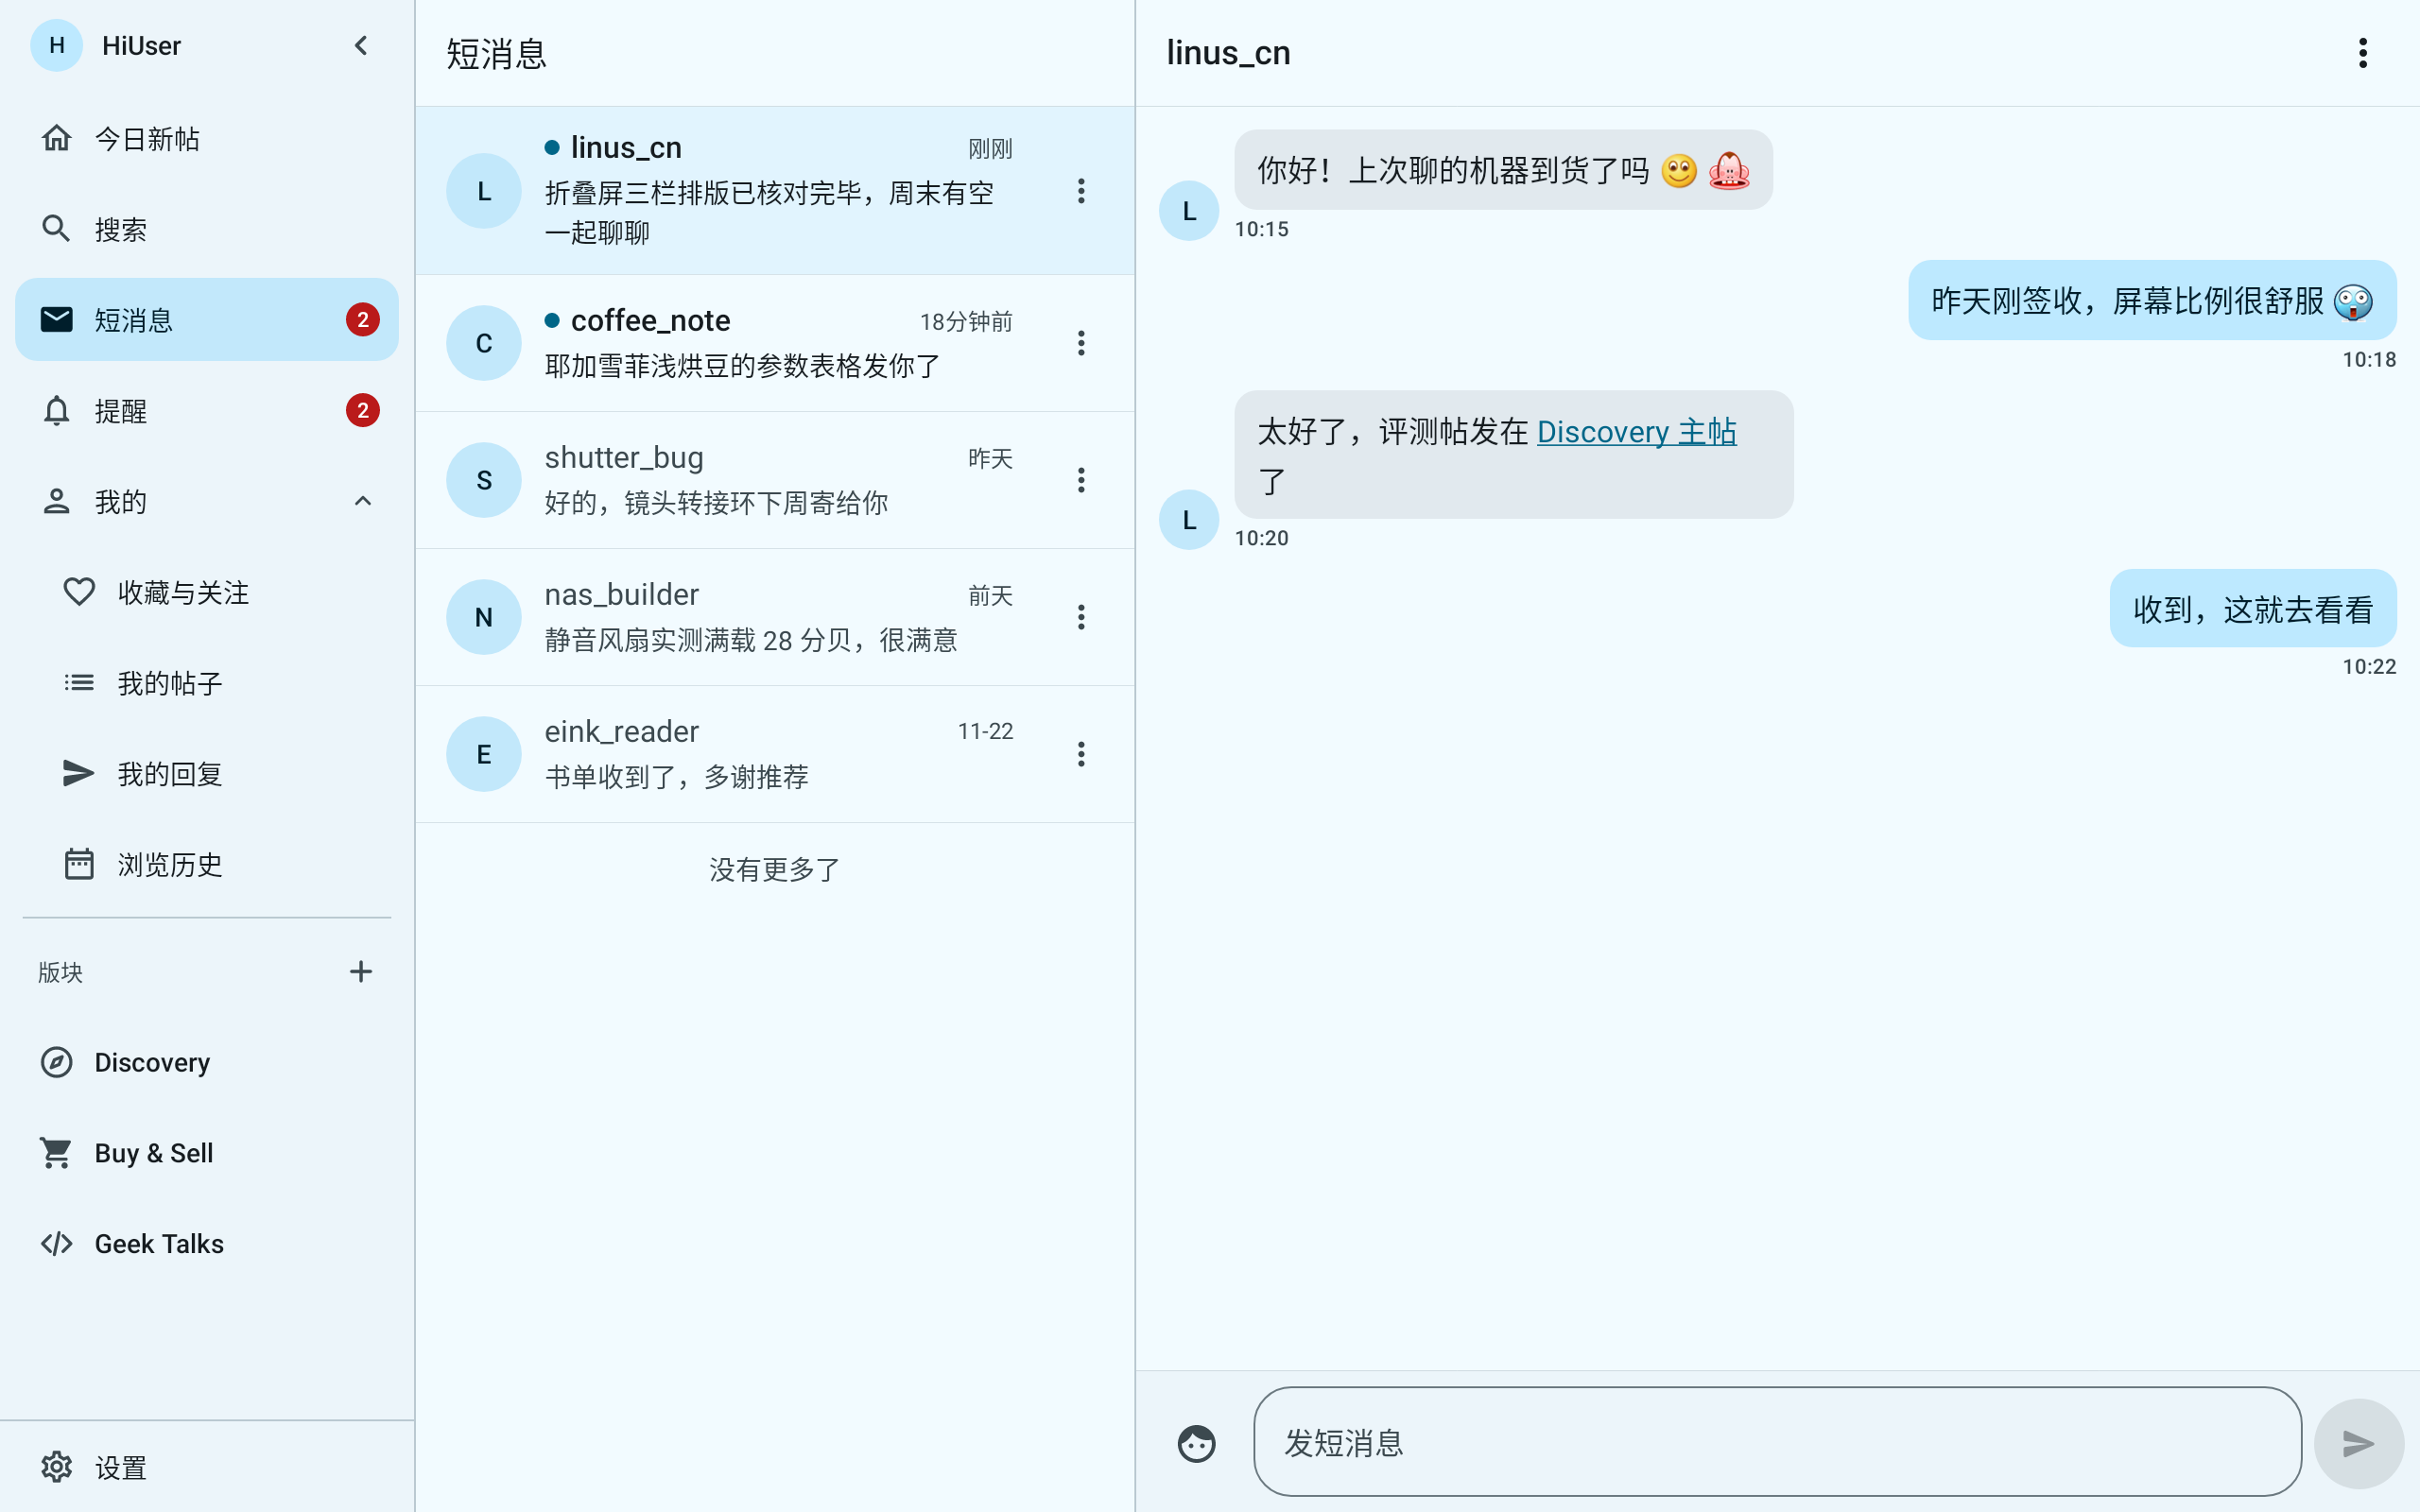 H HiUser
今日新帖
搜索
短消息 2
提醒 2
我的
收藏与关注
我的帖子
我的回复
浏览历史
版块
Discovery
Buy & Sell
Geek Talks
设置
短消息
L linus_cn 刚刚
折叠屏三栏排版已核对完毕，周末有空
一起聊聊
C coffee_note 18分钟前
耶加雪菲浅烘豆的参数表格发你了
S shutter_bug 昨天
好的，镜头转接环下周寄给你
N nas_builder 前天
静音风扇实测满载 28 分贝，很满意
E eink_reader 11-22
书单收到了，多谢推荐
没有更多了
linus_cn
你好！上次聊的机器到货了吗
L
10:15
昨天刚签收，屏幕比例很舒服
10:18
太好了，评测帖发在 Discovery 主帖
了
L
10:20
收到，这就去看看
10:22
发短消息